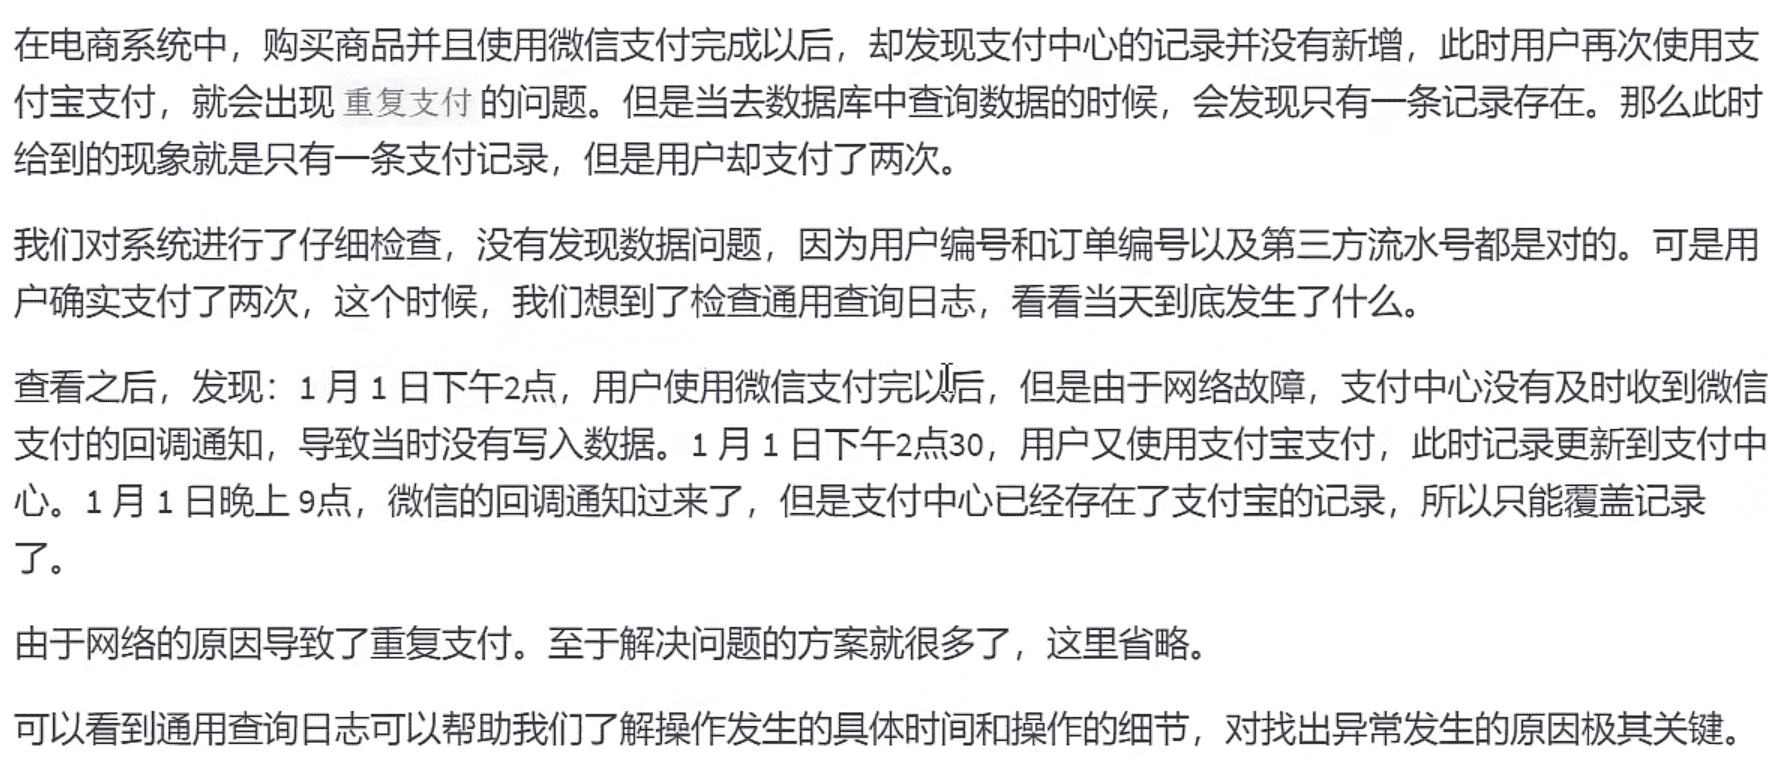 在电商系统中，购买商品并且使用微信支付完成以后，却发现支付中心的记录并没有新增，此时用户再次使用支
付宝支付，就会出现 重复支付 的问题。但是当去数据库中查询数据的时候，会发现只有一条记录存在。那么此时
给到的现象就是只有一条支付记录，但是用户却支付了两次。
我们对系统进行了仔细检查，没有发现数据问题，因为用户编号和订单编号以及第三方流水号都是对的。可是用
户确实支付了两次，这个时候，我们想到了检查通用查询日志，看看当天到底发生了什么。
查看之后，发现：1 月 1 日下午2点，用户使用微信支付完以后，但是由于网络故障，支付中心没有及时收到微信
支付的回调通知，导致当时没有写入数据。1 月 1 日下午2点30，用户又使用支付宝支付，此时记录更新到支付中
心。1 月 1 日晚上 9点，微信的回调通知过来了，但是支付中心已经存在了支付宝的记录，所以只能覆盖记录
了。
由于网络的原因导致了重复支付。至于解决问题的方案就很多了，这里省略。
可以看到通用查询日志可以帮助我们了解操作发生的具体时间和操作的细节，对找出异常发生的原因极其关键。